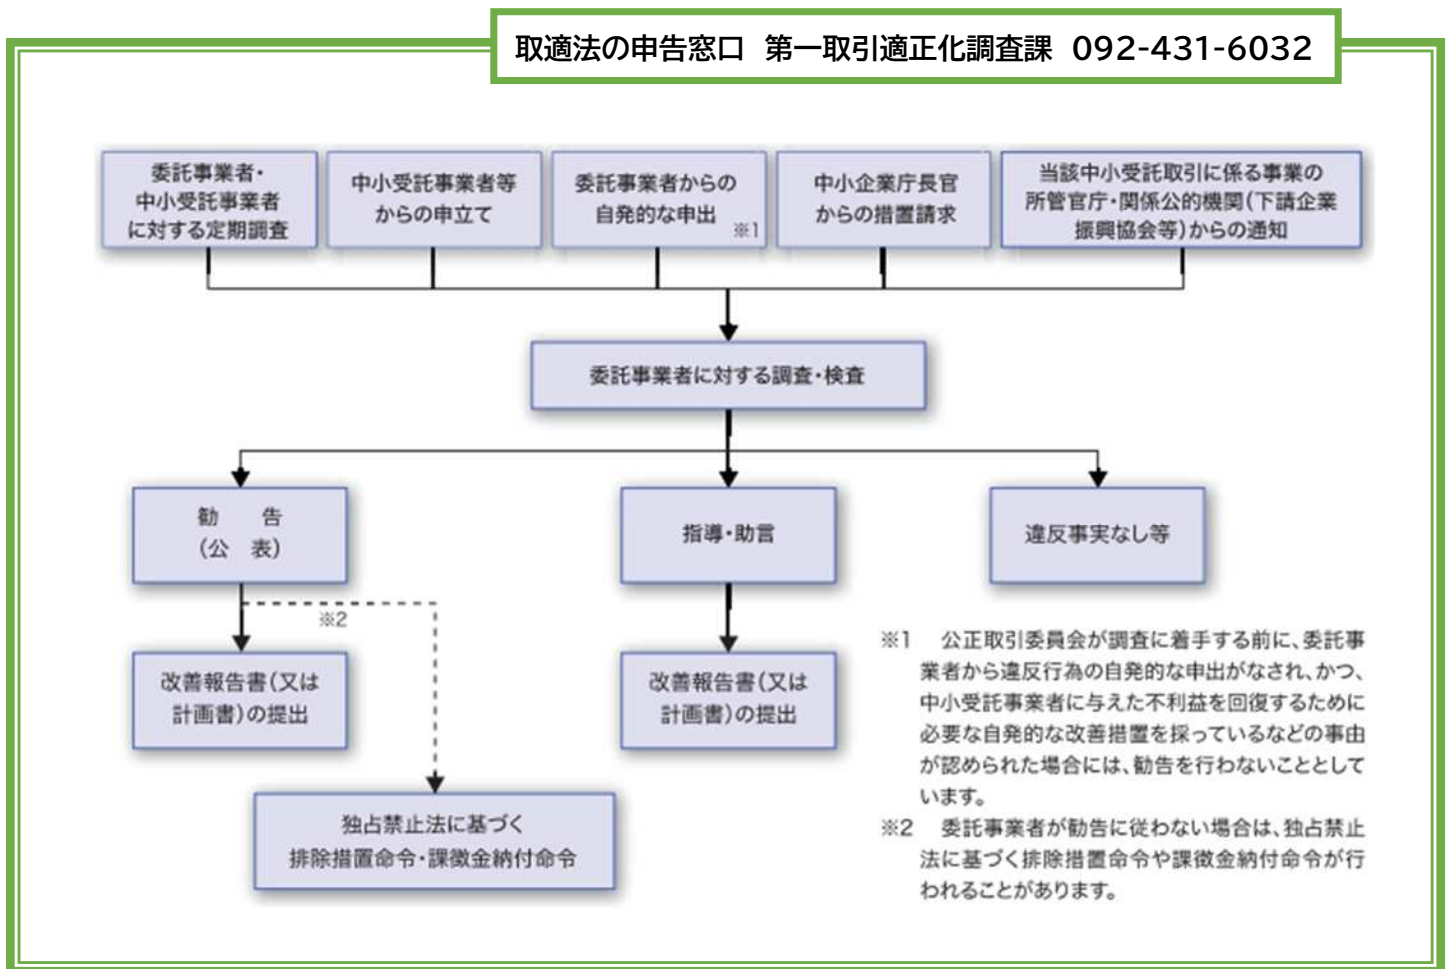 取適法の申告窓口 第一取引適正化調査課 092-431-6032
委託事業者・
中小受託事業者
に対する定期調査
中小受託事業者等
からの申立て
委託事業者からの
自発的な申出
※1
中小企業庁長官
からの措置請求
当該中小受託取引に係る事業の
所管官庁・関係公的機関(下請企業
振興協会等)からの通知
委託事業者に対する調査・検査
勧 告
(公 表)
指導・助言
違反事実なし等
※2
改善報告書(又は
計画書)の提出
改善報告書(又は
計画書)の提出
独占禁止法に基づく
排除措置命令・課徴金納付命令
※1 公正取引委員会が調査に着手する前に、委託事
業者から違反行為の自発的な申出がなされ、かつ、
中小受託事業者に与えた不利益を回復するために
必要な自発的な改善措置を採っているなどの事由
が認められた場合には、勧告を行わないこととして
います。
※2 委託事業者が勧告に従わない場合は、独占禁止
法に基づく排除措置命令や課徴金納付命令が行
われることがあります。